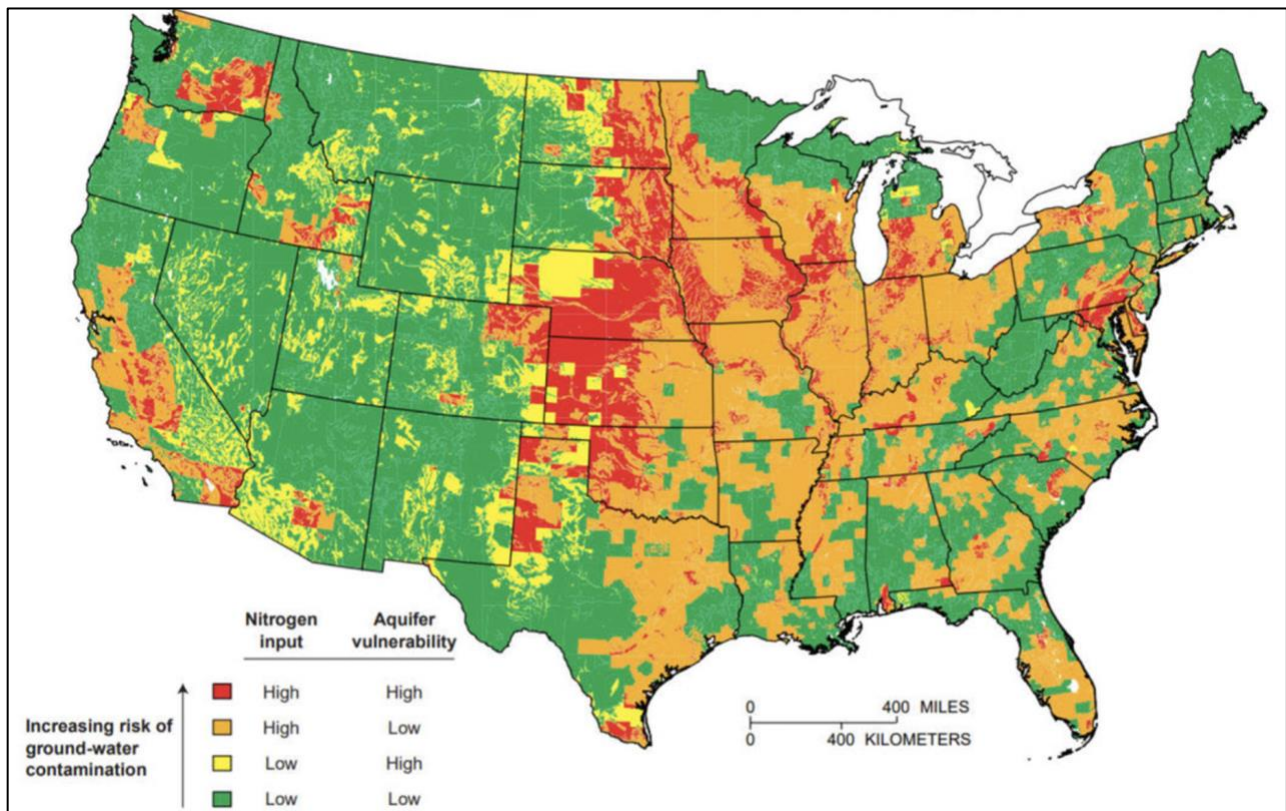 Nitrogen input
Aquifer vulnerability
High High
High Low
Low High
Low Low
Increasing risk of
ground-water
contamination
0 400 MILES
0 400 KILOMETERS